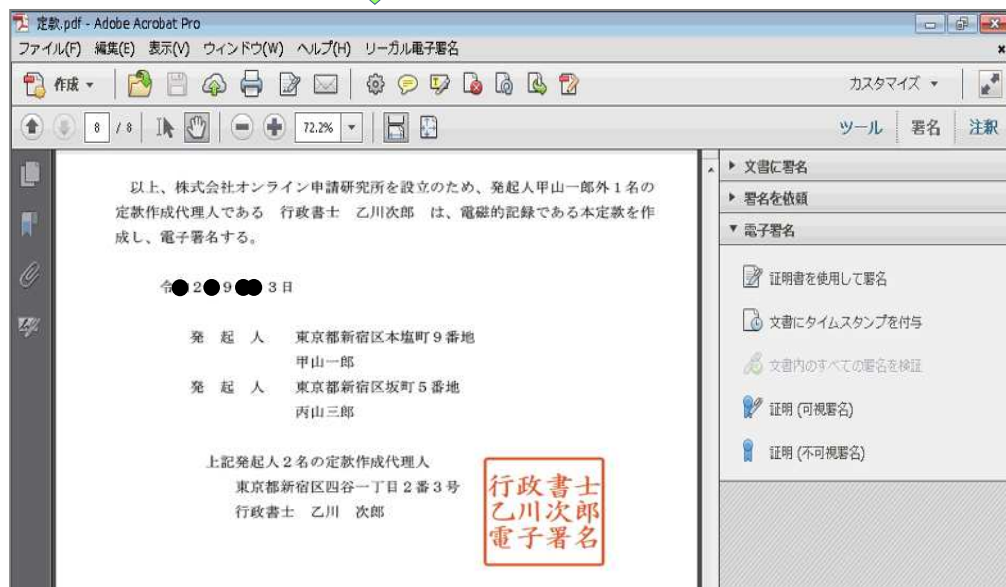 定款.pdf - Adobe Acrobat Pro
ファイル(F) 編集(E) 表示(V) ウィンドウ(W) ヘルプ(H) リーガル電子署名
作成
カスタマイズ
8 / 8
72.2%
ツール 署名 注釈
以上、株式会社オンライン申請研究所を設立のため、発起人甲山一郎外1名の
定款作成代理人である 行政書士 乙川次郎 は、電磁的記録である本定款を作
成し、電子署名する。
2 9 3日
発 起 人 東京都新宿区本塩町9番地
甲山一郎
発 起 人 東京都新宿区坂町5番地
丙山三郎
上記発起人2名の定款作成代理人
東京都新宿区四谷一丁目2番3号
行政書士 乙川 次郎
行政書士
乙川次郎
電子署名
文書に署名
署名を依頼
電子署名
証明書を使用して署名
文書にタイムスタンプを付与
文書内のすべての署名を検証
証明 (可視署名)
証明 (不可視署名)